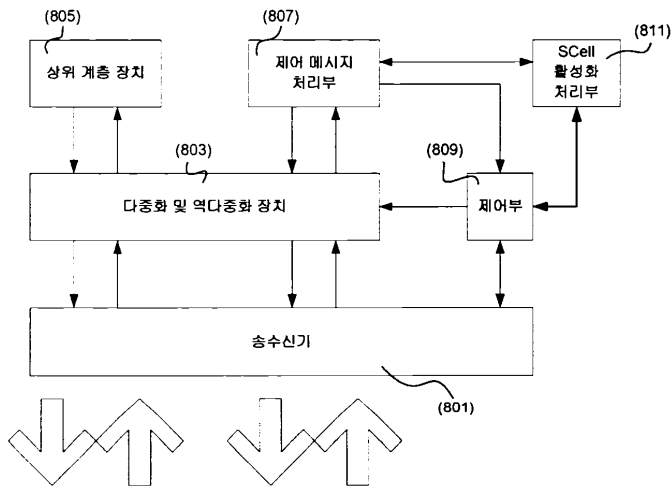 (805)
상위 계층 장치
(807)
제어 메시지
처리부
(811)
SCell
활성화
처리부
(803)
다중화 및 역다중화 장치
(809)
제어부
송수신기
(801)